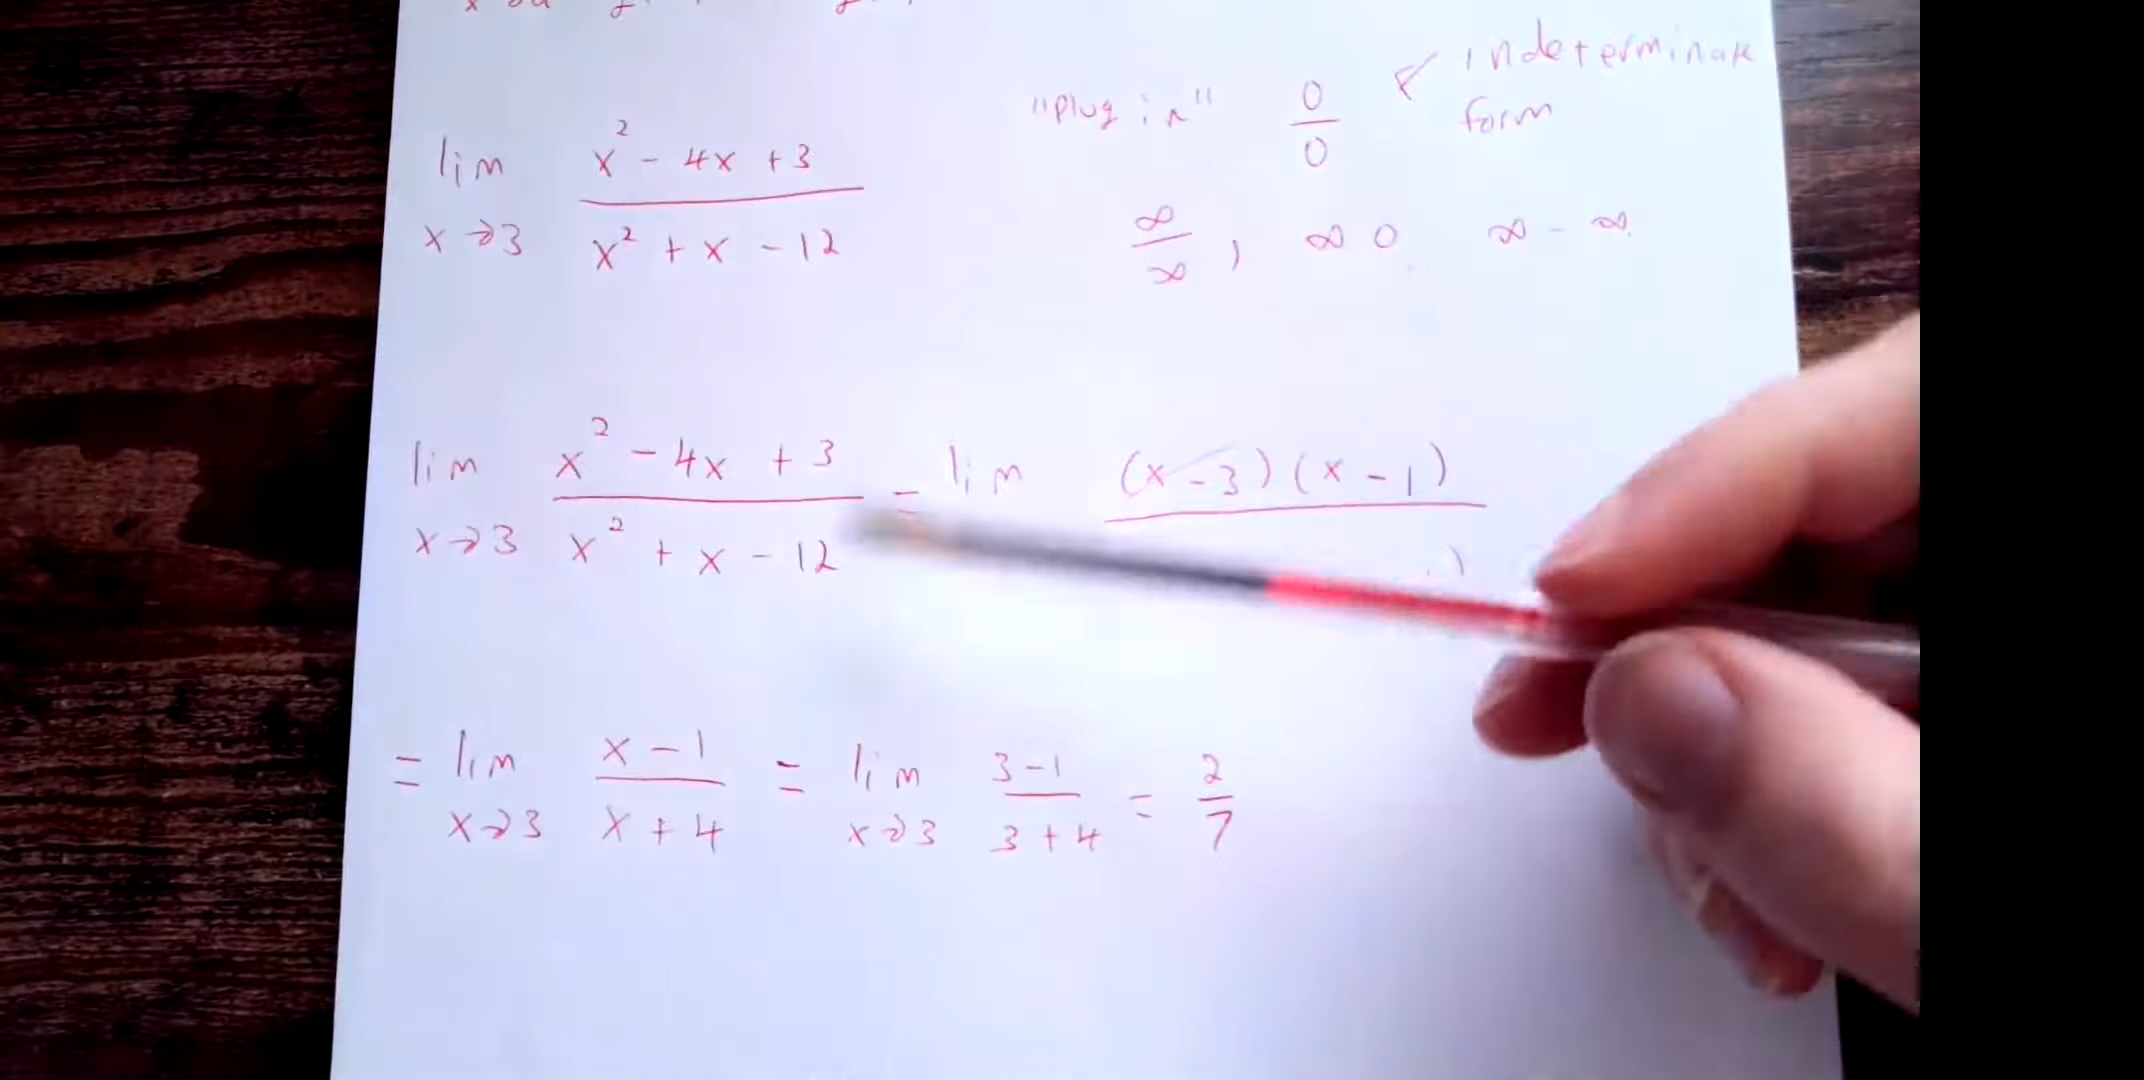 "plug in" 0/0 ← indeterminate form
lim x→3 (x² - 4x + 3)/(x² + x - 12)
∞/∞, ∞ 0 ∞ - ∞
lim x→3 (x² - 4x + 3)/(x² + x - 12) = lim (x-3)(x-1)
= lim x→3 (x-1)/(x+4) = lim x→3 (3-1)/(3+4) = 2/7